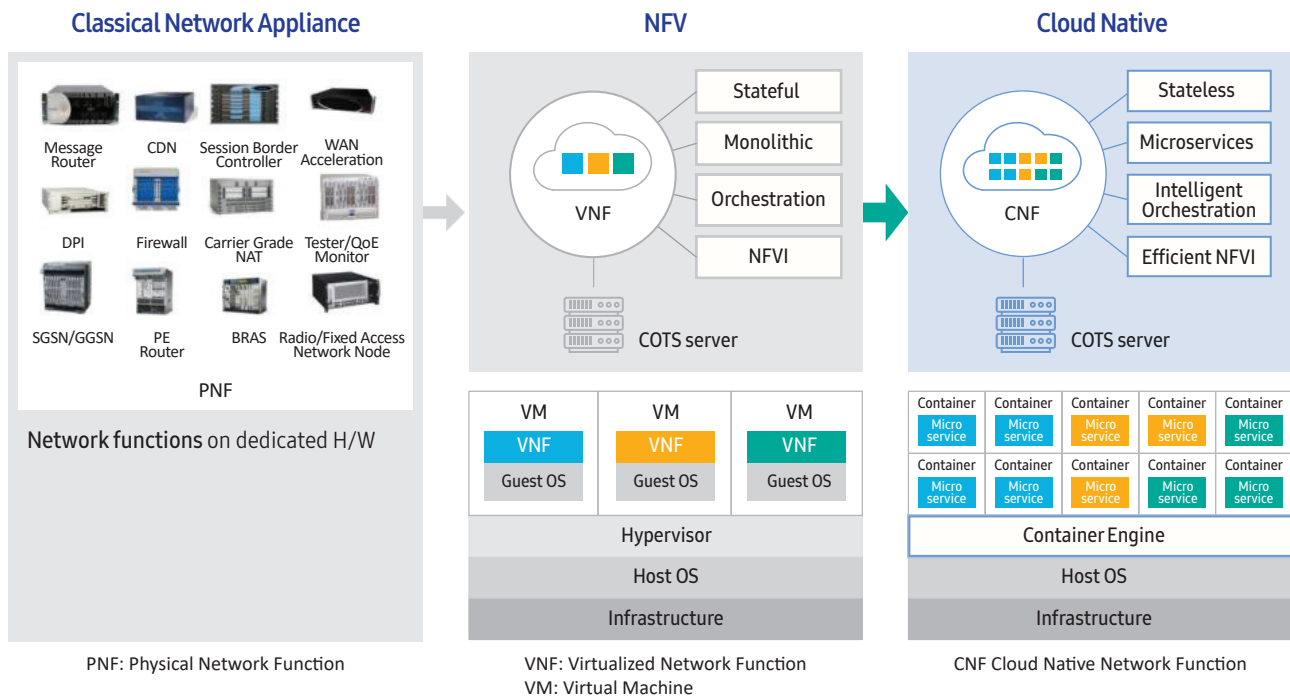 Classical Network Appliance
Message
Router
CDN
Session Border
Controller
WAN
Acceleration
DPI
Firewall
Carrier Grade
NAT
Tester/QoE
Monitor
SGSN/GGSN
PE
Router
BRAS
Radio/Fixed Access
Network Node
PNF
Network functions on dedicated H/W
PNF: Physical Network Function
NFV
VNF
Stateful
Monolithic
Orchestration
NFVI
COTS server
VM
VNF
Guest OS
VM
VNF
Guest OS
VM
VNF
Guest OS
Hypervisor
Host OS
Infrastructure
VNF: Virtualized Network Function
VM: Virtual Machine
Cloud Native
CNF
Stateless
Microservices
Intelligent
Orchestration
Efficient NFVI
COTS server
Container
Micro
service
Container
Micro
service
Container
Micro
service
Container
Micro
service
Container
Micro
service
Container
Micro
service
Container
Micro
service
Container
Micro
service
Container
Micro
service
Container
Micro
service
Container Engine
Host OS
Infrastructure
CNF Cloud Native Network Function